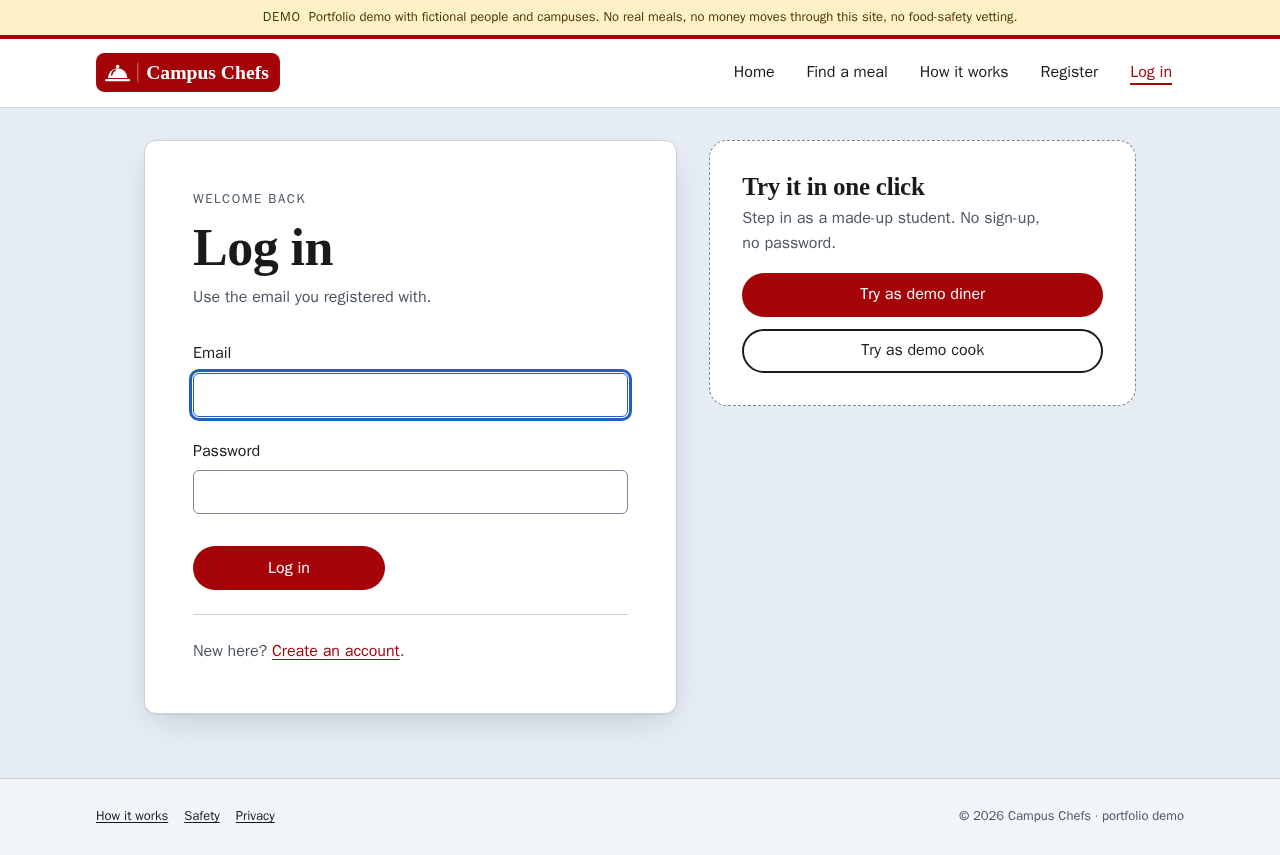 DEMO Portfolio demo with fictional people and campuses. No real meals, no money moves through this site, no food-safety vetting.
Campus Chefs
Home
Find a meal
How it works
Register
Log in
WELCOME BACK
Log in
Use the email you registered with.
Email
Password
Log in
New here? Create an account.
Try it in one click
Step in as a made-up student. No sign-up,
no password.
Try as demo diner
Try as demo cook
How it works
Safety
Privacy
© 2026 Campus Chefs · portfolio demo